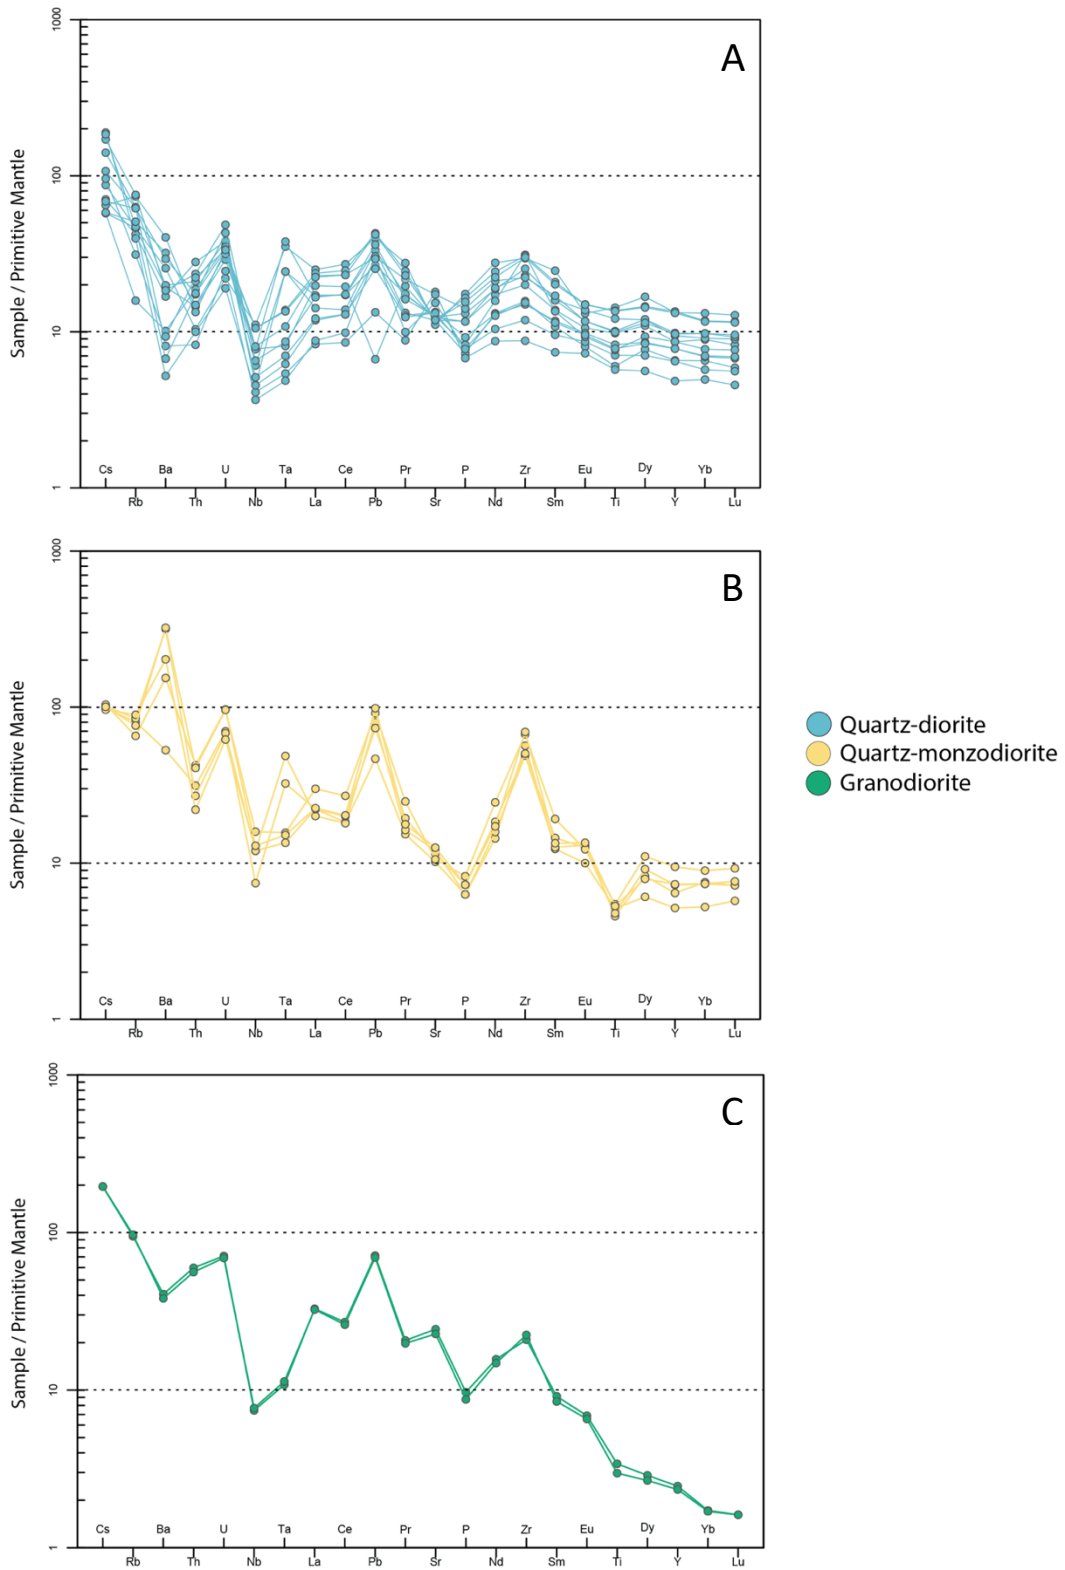 A
Sample / Primitive Mantle
1000
100
10
1
Cs Ba U Ta Ce Pr P Zr Eu Dy Yb
Rb Th Nb La Pb Sr Nd Sm Ti Y Lu
B
Sample / Primitive Mantle
1000
100
10
1
Cs Ba U Ta Ce Pr P Zr Eu Dy Yb
Rb Th Nb La Pb Sr Nd Sm Ti Y Lu
Quartz-diorite
Quartz-monzodiorite
Granodiorite
C
Sample / Primitive Mantle
1000
100
10
1
Cs Ba U Ta Ce Pr P Zr Eu Dy Yb
Rb Th Nb La Pb Sr Nd Sm Ti Y Lu